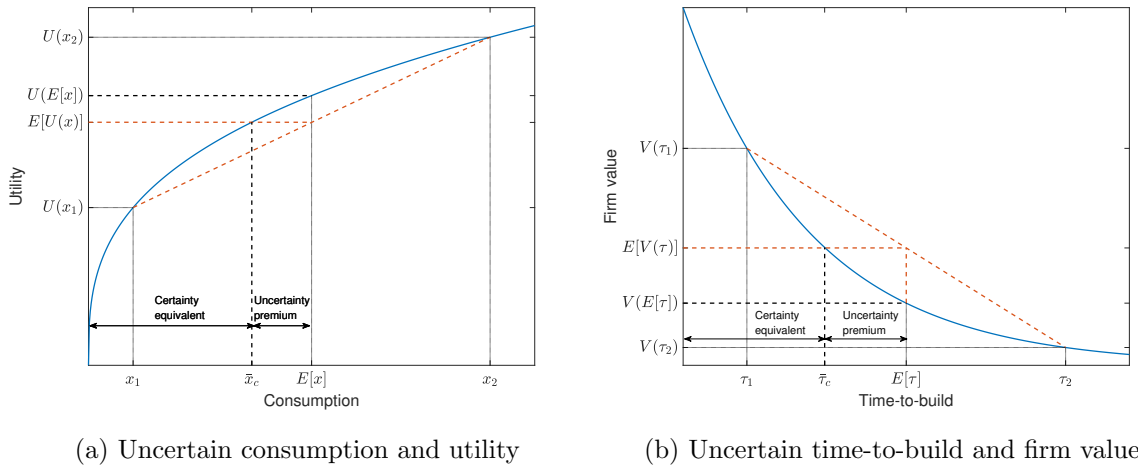 U(x₂)
U(E[x])
E[U(x)]
U(x₁)
Utility
Certainty
equivalent
Uncertainty
premium
x₁
x̄_c
E[x]
x₂
Consumption
(a) Uncertain consumption and utility
V(τ₁)
E[V(τ)]
V(E[τ])
V(τ₂)
Firm value
Certainty
equivalent
Uncertainty
premium
τ₁
τ̄_c
E[τ]
τ₂
Time-to-build
(b) Uncertain time-to-build and firm value